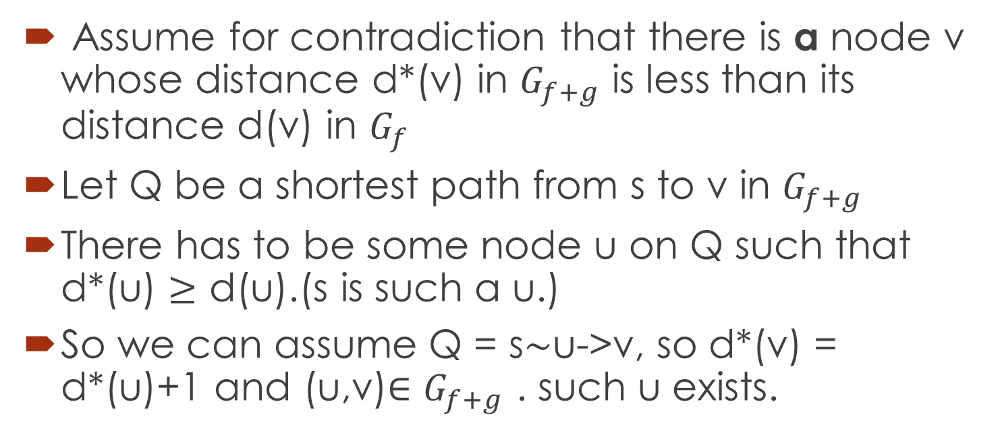 Assume for contradiction that there is a node v
whose distance d*(v) in G_{f+g} is less than its
distance d(v) in G_f
Let Q be a shortest path from s to v in G_{f+g}
There has to be some node u on Q such that
d*(u) ≥ d(u).(s is such a u.)
So we can assume Q = s~u->v, so d*(v) =
d*(u)+1 and (u,v)∈ G_{f+g} . such u exists.